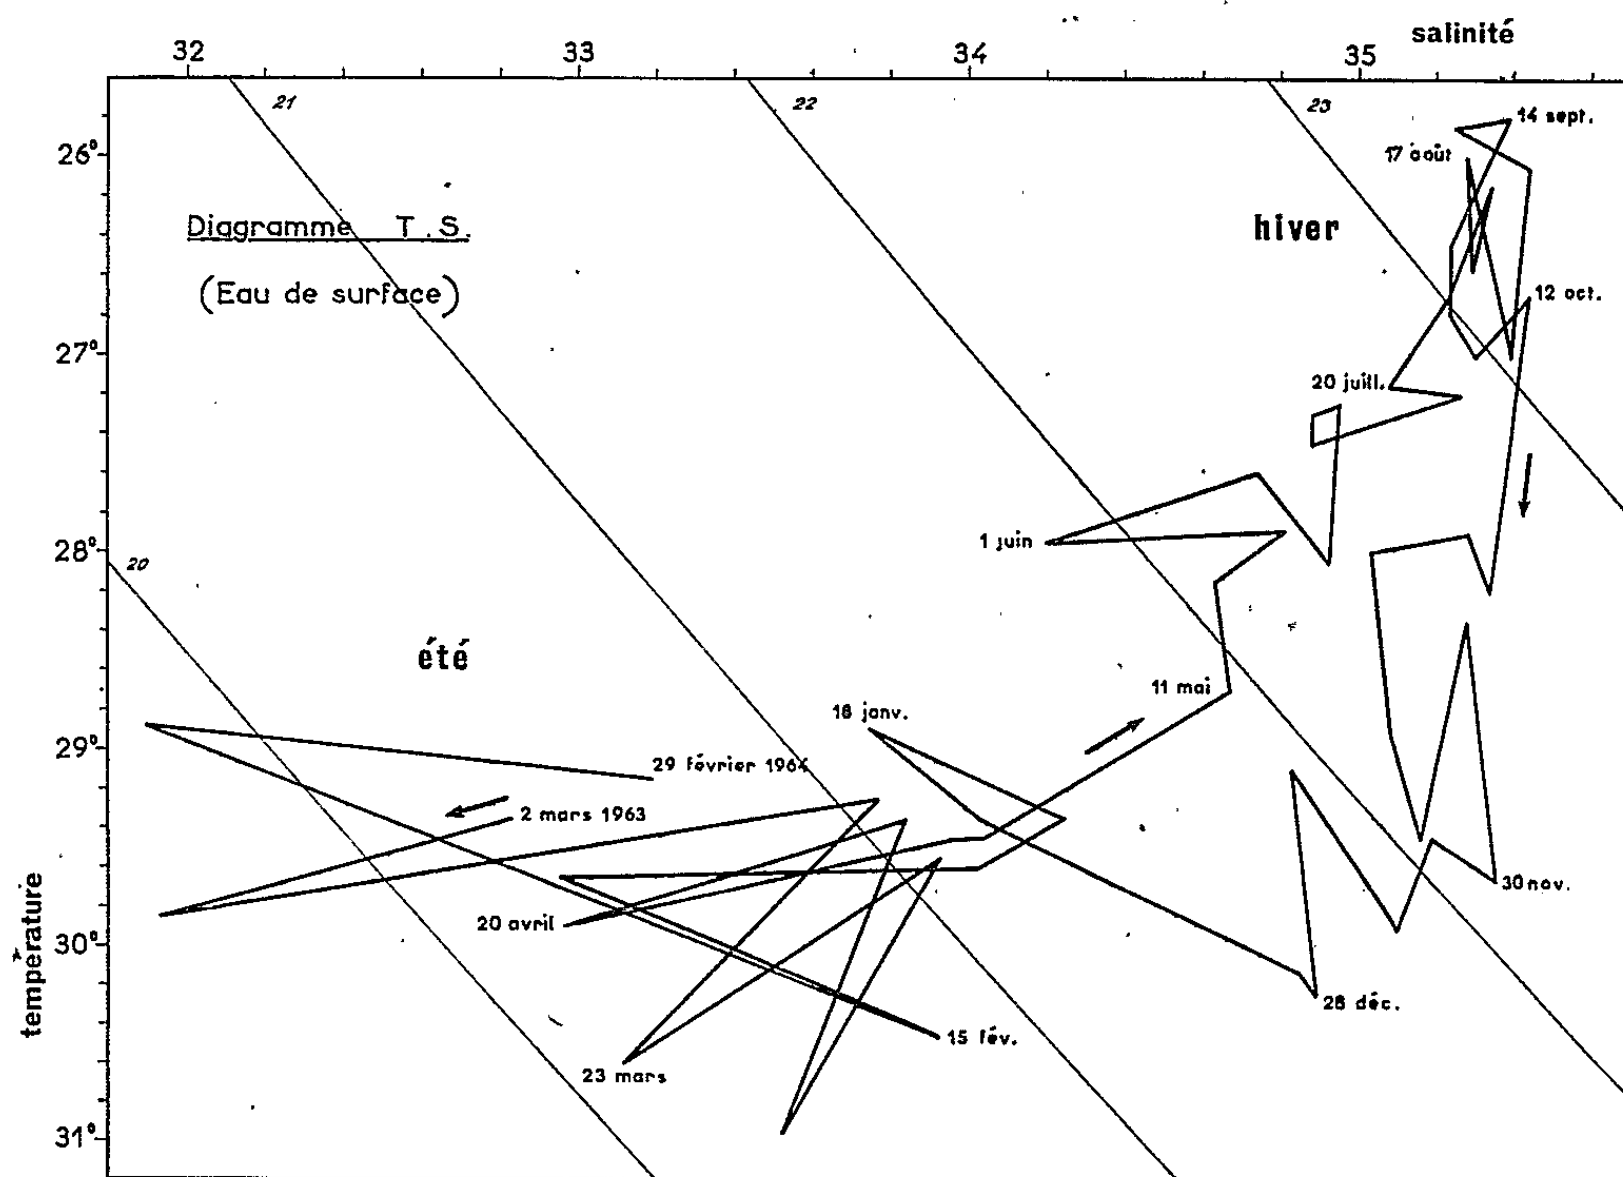 salinité
32 33 34 35
21 22 23
14 sept.
26°
17 août
Diagramme T.S.
hiver
(Eau de surface)
12 oct.
27°
20 juill.
1 juin
28°
20
été
11 mai
18 janv.
29°
29 février 1964
2 mars 1963
30 nov.
20 avril
30°
température
28 déc.
15 fév.
23 mars
31°